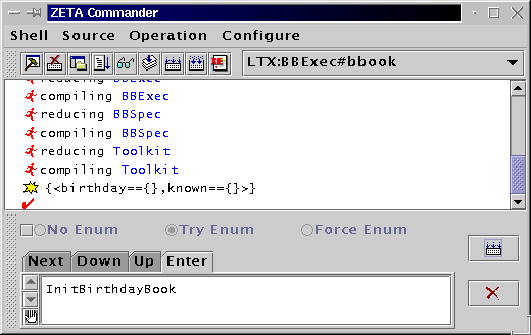 ZETA Commander
Shell Source Operation Configure
LTX:BBExec#bbook
reducing BBExec
compiling BBExec
reducing BBSpec
compiling BBSpec
reducing Toolkit
compiling Toolkit
{<birthday=={},known=={}>}
No Enum Try Enum Force Enum
Next Down Up Enter
InitBirthdayBook